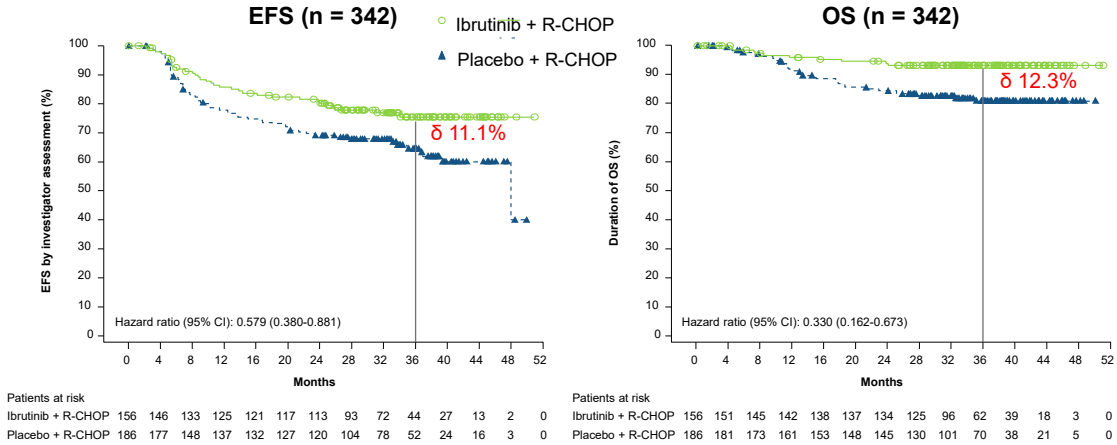 EFS (n = 342)
Ibrutinib + R-CHOP
Placebo + R-CHOP
OS (n = 342)
EFS by investigator assessment (%)
100
90
80
70
60
50
40
30
20
10
0
δ 11.1%
Hazard ratio (95% CI): 0.579 (0.380-0.881)
0 4 8 12 16 20 24 28 32 36 40 44 48 52
Months
Patients at risk
Ibrutinib + R-CHOP 156 146 133 125 121 117 113 93 72 44 27 13 2 0
Placebo + R-CHOP 186 177 148 137 132 127 120 104 78 52 24 16 3 0
Duration of OS (%)
100
90
80
70
60
50
40
30
20
10
0
δ 12.3%
Hazard ratio (95% CI): 0.330 (0.162-0.673)
0 4 8 12 16 20 24 28 32 36 40 44 48 52
Months
Patients at risk
Ibrutinib + R-CHOP 156 151 145 142 138 137 134 125 96 62 39 18 3 0
Placebo + R-CHOP 186 181 173 161 153 148 145 130 101 70 38 21 5 0